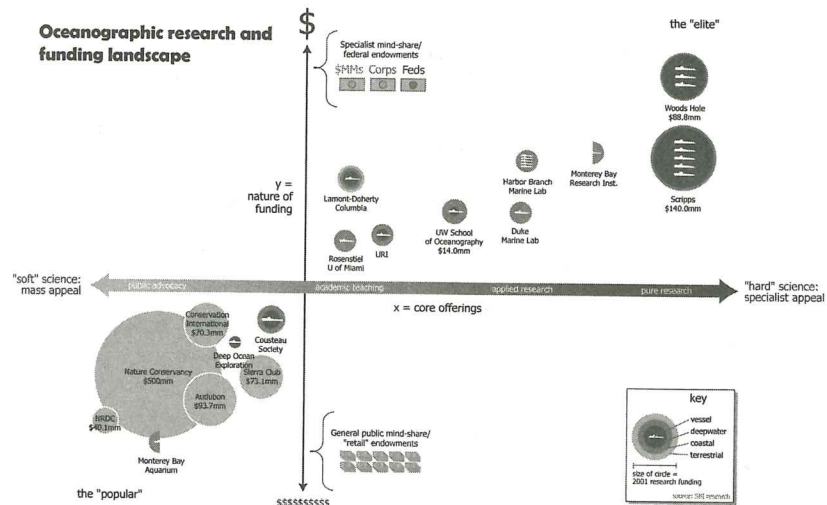 Oceanographic research and
funding landscape
$
the "elite"
Specialist mind-share/
federal endowments
$MMs Corps Feds
Woods Hole
$88.8mm
y =
nature of
funding
Lamont-Doherty
Columbia
Harbor Branch
Marine Lab
Monterey Bay
Research Inst.
Scripps
$140.0mm
Rosenstiel
U of Miami
URI
UW School
of Oceanography
$14.0mm
Duke
Marine Lab
"soft" science:
mass appeal
public advocacy
academic teaching
applied research
pure research
"hard" science:
specialist appeal
x = core offerings
Conservation
International
$70.3mm
Cousteau
Society
Deep Ocean
Exploration
Nature Conservancy
$500mm
Sierra Club
$73.1mm
Audubon
$93.7mm
NRDC
$40.1mm
Monterey Bay
Aquarium
General public mind-share/
"retail" endowments
key
vessel
deepwater
coastal
terrestrial
size of circle =
2001 research funding
source: SRI research
the "popular"
$$$$$$$$$$